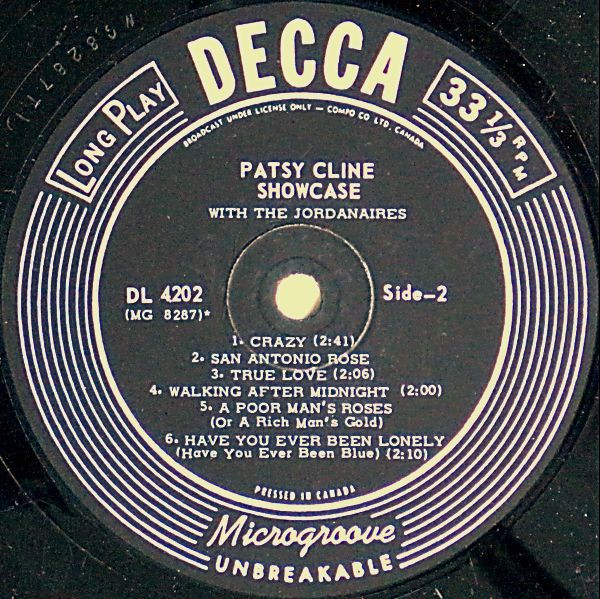 DECCA
LONG PLAY
33 1/3 RPM
BROADCAST UNDER LICENSE ONLY — COMPO CO LTD. CANADA
PATSY CLINE
SHOWCASE
WITH THE JORDANAIRES
DL 4202
(MG 8287)*
Side-2
1. CRAZY (2:41)
2. SAN ANTONIO ROSE
3. TRUE LOVE (2:06)
4. WALKING AFTER MIDNIGHT (2:00)
5. A POOR MAN'S ROSES
(Or A Rich Man's Gold)
6. HAVE YOU EVER BEEN LONELY
(Have You Ever Been Blue) (2:10)
PRESSED IN CANADA
Microgroove
UNBREAKABLE